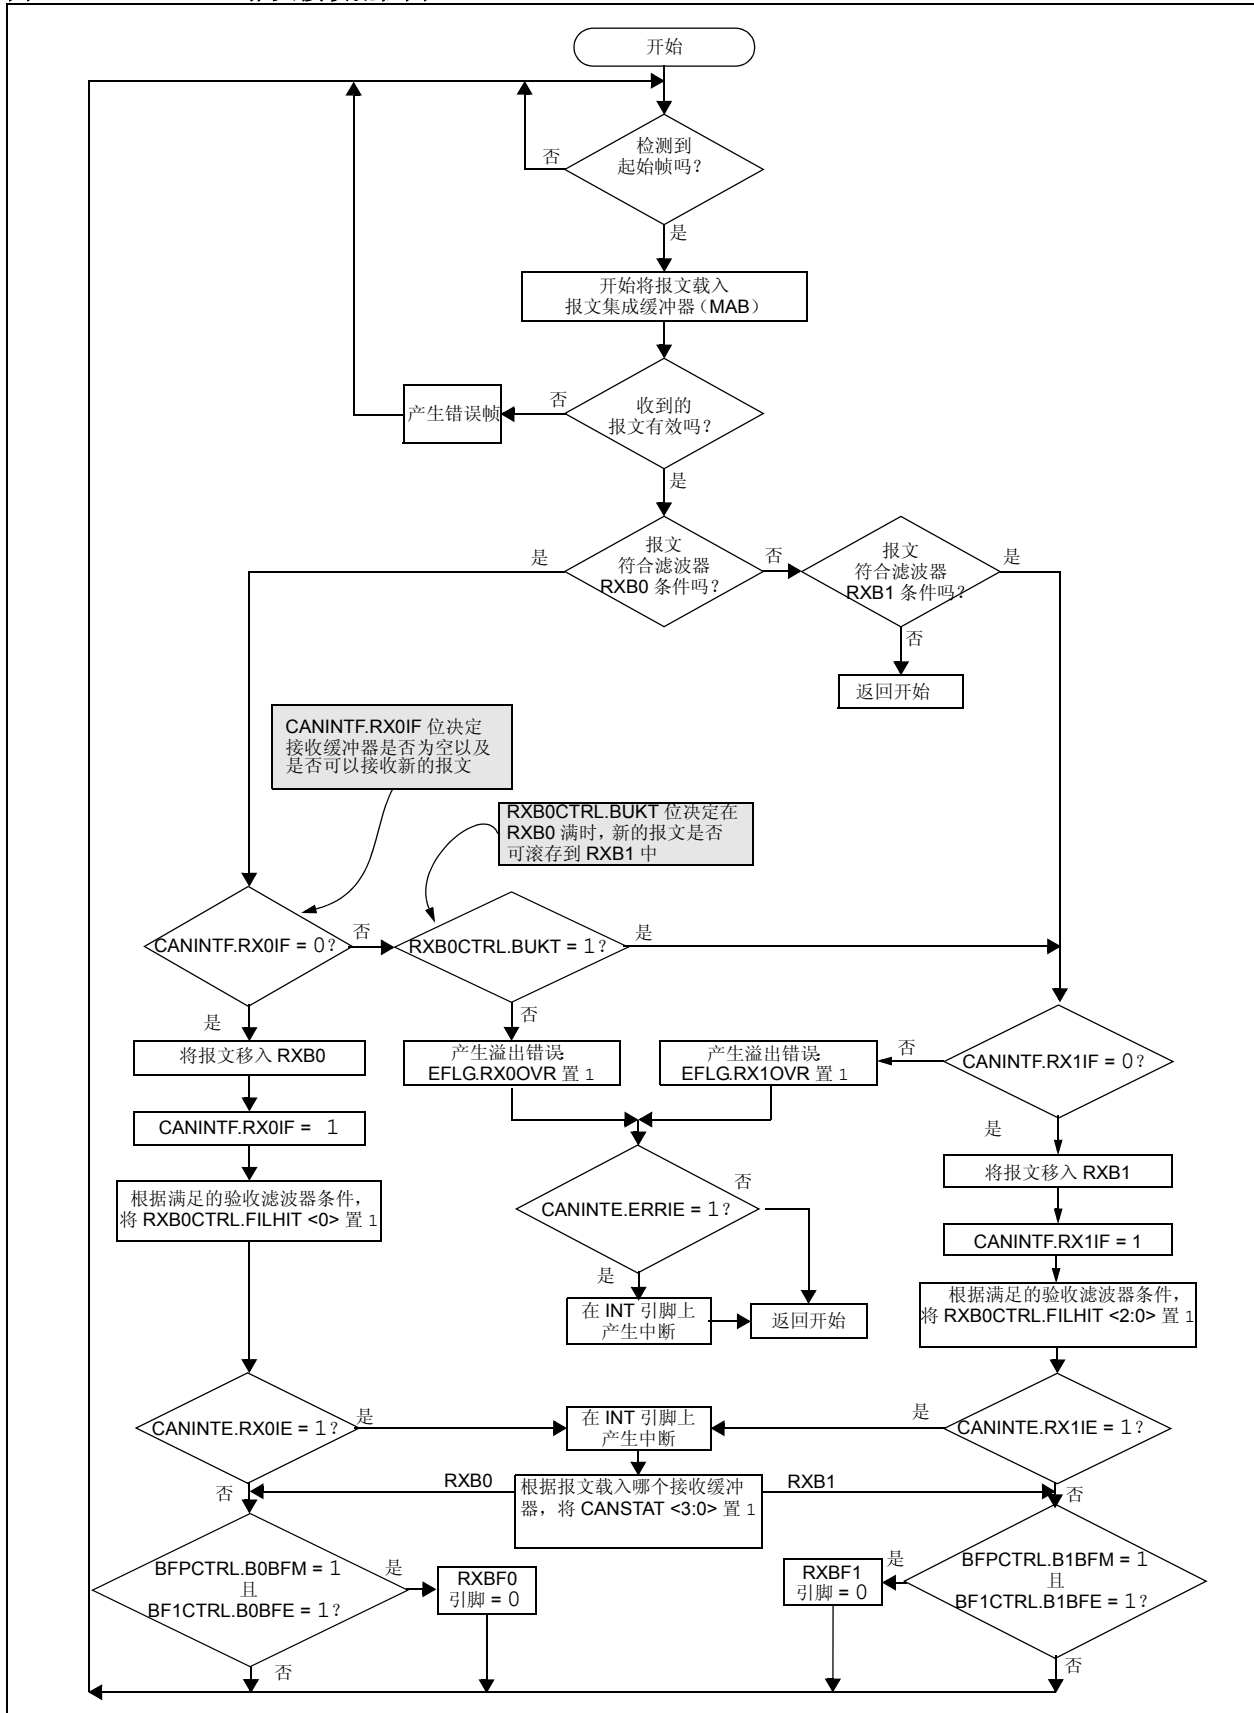 开始
检测到
起始帧吗？
否
是
开始将报文载入
报文集成缓冲器（MAB）
产生错误帧
否
收到的
报文有效吗？
是
是
报文
符合滤波器
RXB0 条件吗？
否
报文
符合滤波器
RXB1 条件吗？
是
否
返回开始
CANINTF.RX0IF 位决定
接收缓冲器是否为空以及
是否可以接收新的报文
RXB0CTRL.BUKT 位决定在
RXB0 满时，新的报文是否
可滚存到 RXB1 中
CANINTF.RX0IF = 0？
否
RXB0CTRL.BUKT = 1？
是
是
否
将报文移入 RXB0
产生溢出错误:
EFLG.RX0OVR 置 1
产生溢出错误:
EFLG.RX1OVR 置 1
否
CANINTF.RX1IF = 0？
CANINTF.RX0IF = 1
是
将报文移入 RXB1
根据满足的验收滤波器条件，
将 RXB0CTRL.FILHIT <0> 置 1
CANINTE.ERRIE = 1？
否
CANINTF.RX1IF = 1
是
在 INT 引脚上
产生中断
返回开始
根据满足的验收滤波器条件，
将 RXB0CTRL.FILHIT <2:0> 置 1
CANINTE.RX0IE = 1？
是
在 INT 引脚上
产生中断
是
CANINTE.RX1IE = 1？
否
RXB0
根据报文载入哪个接收缓冲
器，将 CANSTAT <3:0> 置 1
RXB1
否
BFPCTRL.B0BFM = 1
且
BF1CTRL.B0BFE = 1？
是
RXBF0
引脚 = 0
RXBF1
引脚 = 0
是
BFPCTRL.B1BFM = 1
且
BF1CTRL.B1BFE = 1？
否
否